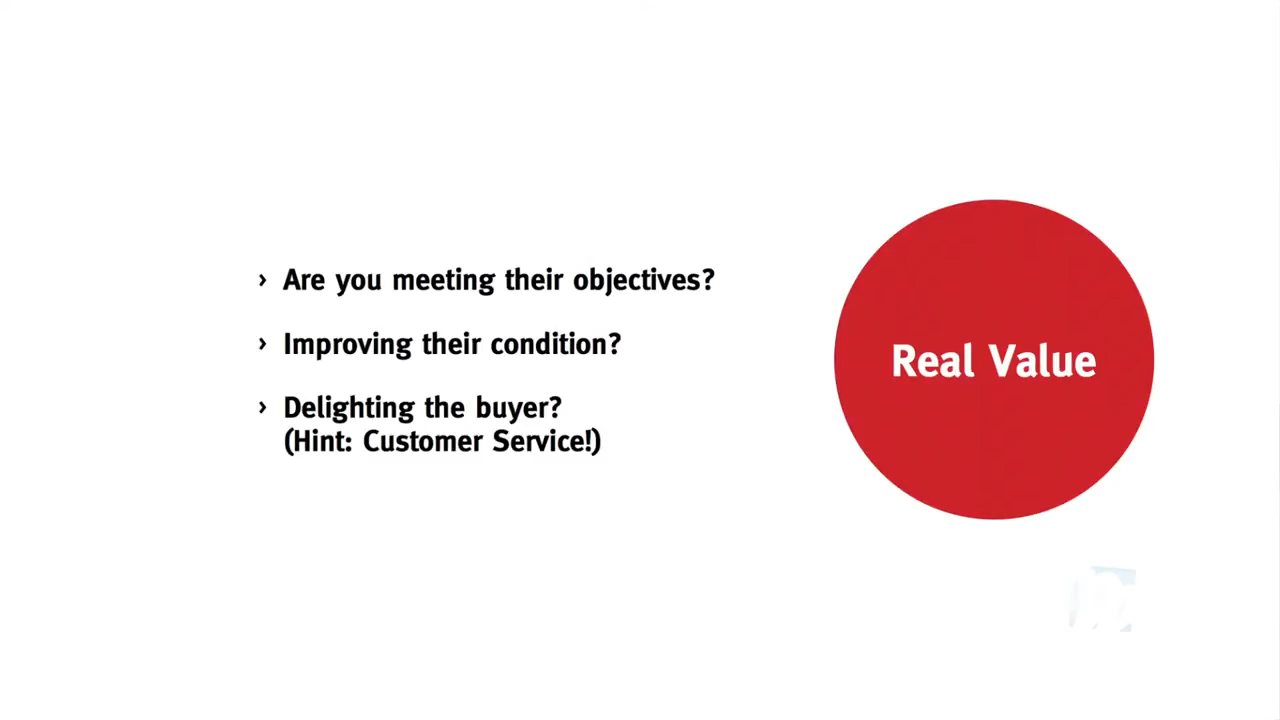 › Are you meeting their objectives?
› Improving their condition?
› Delighting the buyer?
(Hint: Customer Service!)
Real Value